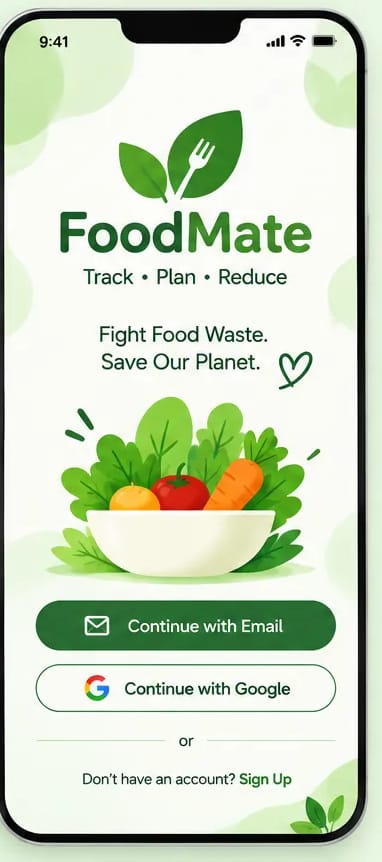 9:41
FoodMate
Track • Plan • Reduce
Fight Food Waste.
Save Our Planet.
Continue with Email
Continue with Google
or
Don't have an account? Sign Up